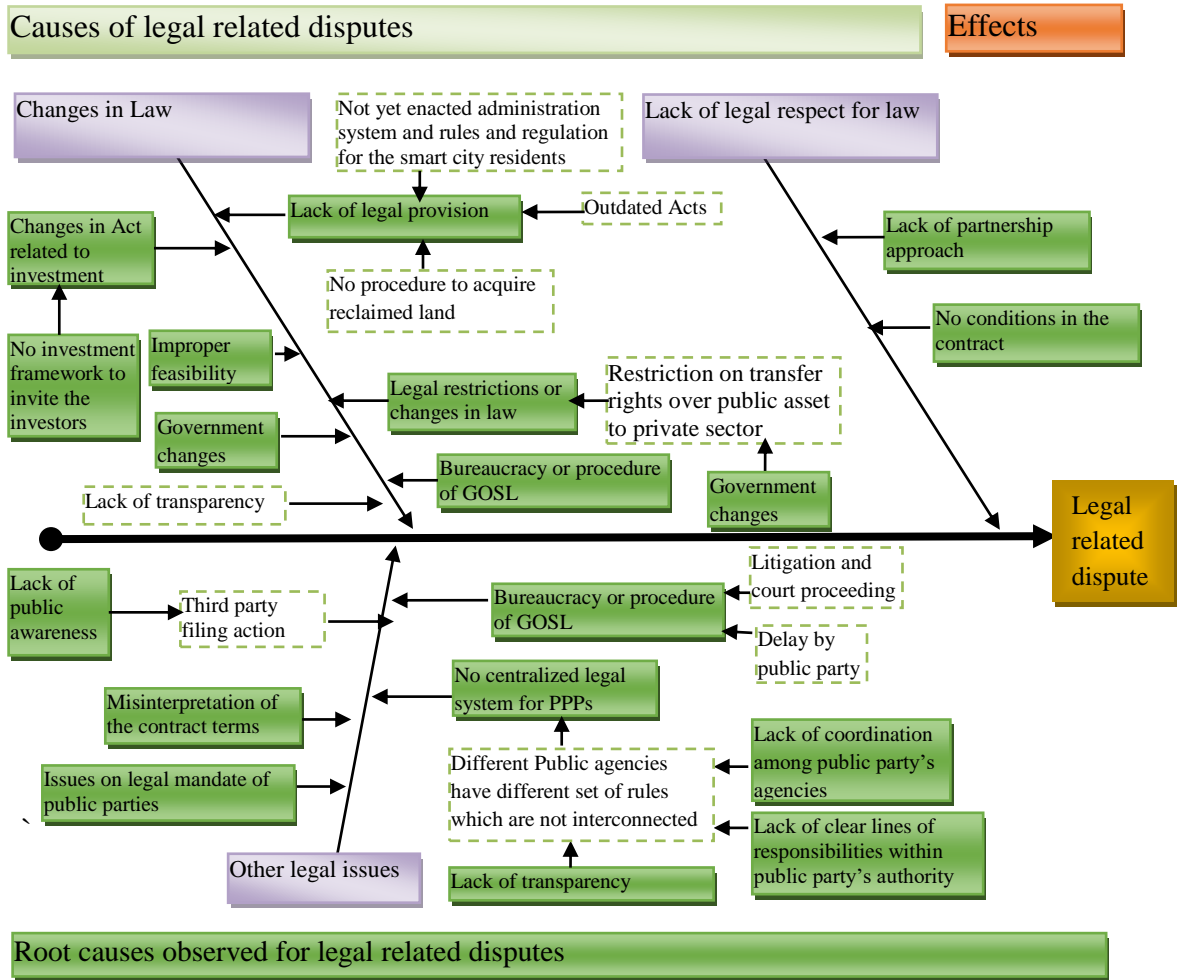 Causes of legal related disputes
Effects
Changes in Law
Not yet enacted administration
system and rules and regulation
for the smart city residents
Lack of legal respect for law
Lack of legal provision
Outdated Acts
Changes in Act
related to
investment
Lack of partnership
approach
No procedure to acquire
reclaimed land
No conditions in the
contract
No investment
framework to
invite the
investors
Improper
feasibility
Legal restrictions or
changes in law
Restriction on transfer
rights over public asset
to private sector
Government
changes
Bureaucracy or procedure
of GOSL
Government
changes
Lack of transparency
Legal
related
dispute
Lack of
public
awareness
Third party
filing action
Bureaucracy or procedure
of GOSL
Litigation and
court proceeding
Delay by
public party
No centralized legal
system for PPPs
Misinterpretation of
the contract terms
Issues on legal mandate of
public parties
`
Different Public agencies
have different set of rules
which are not interconnected
Lack of coordination
among public party’s
agencies
Lack of clear lines of
responsibilities within
public party’s authority
Other legal issues
Lack of transparency
Root causes observed for legal related disputes